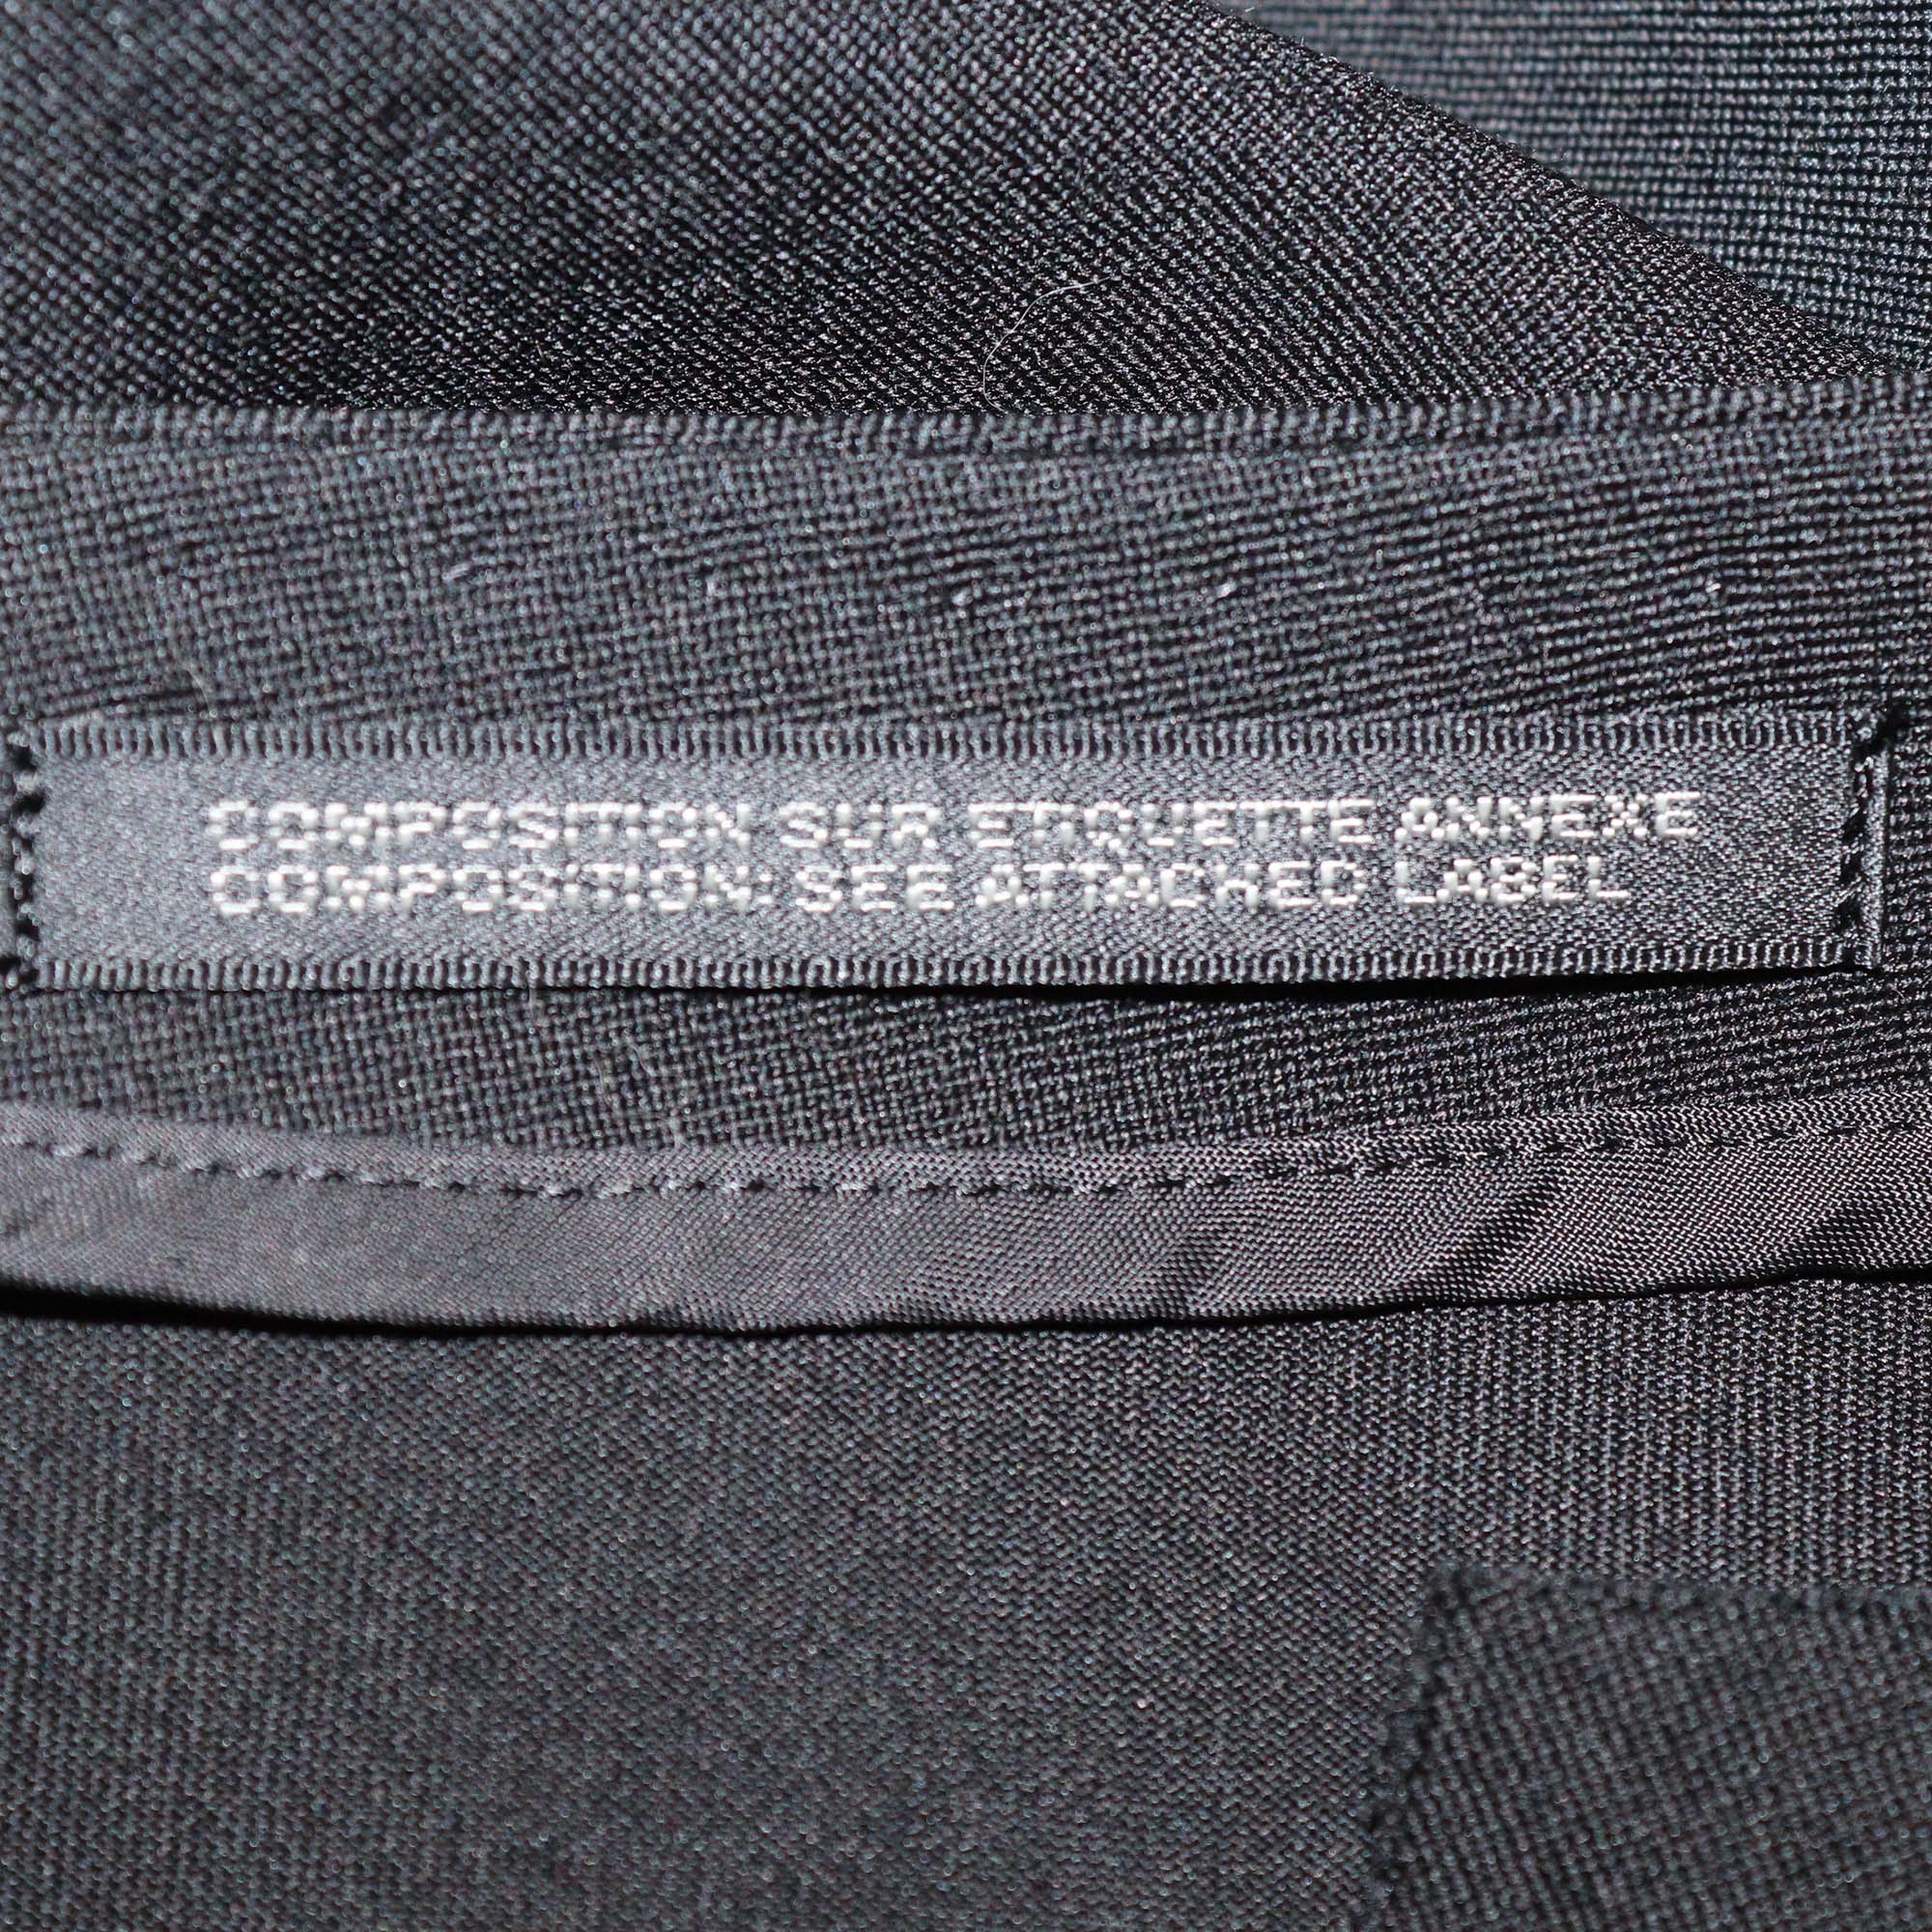 COMPOSITION SUR ETIQUETTE ANNEXE
COMPOSITION: SEE ATTACHED LABEL